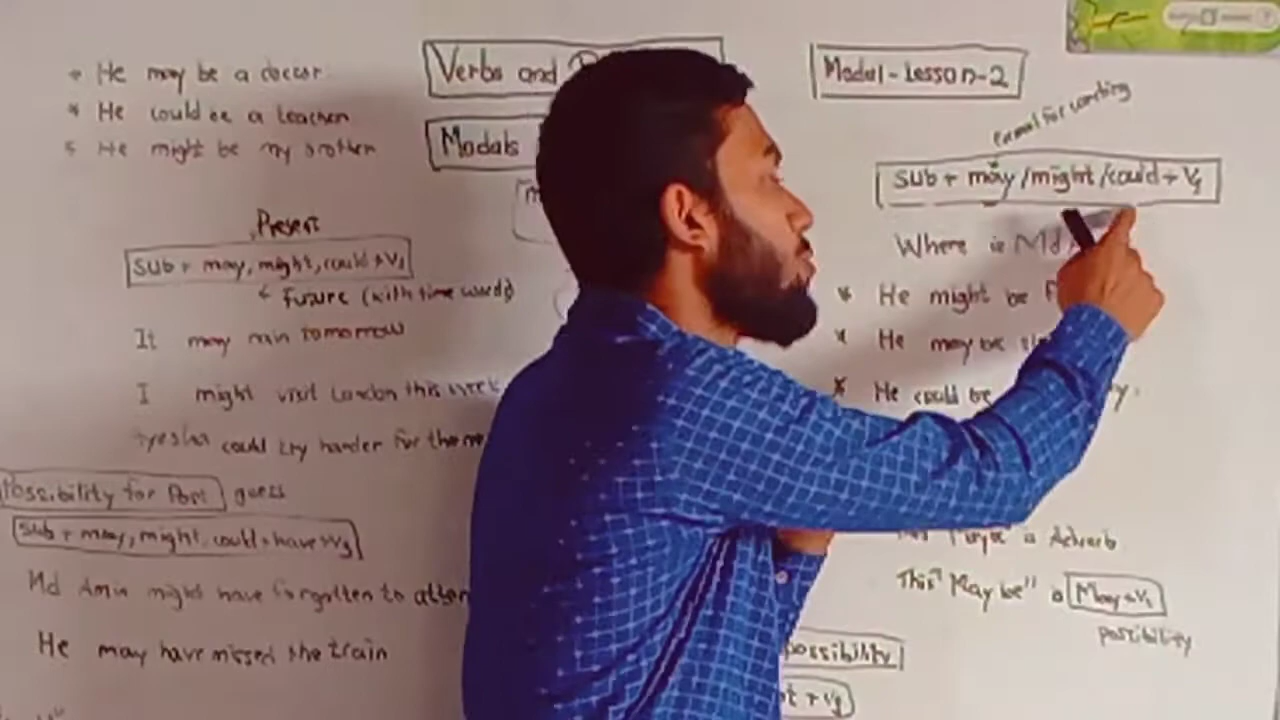 * He may be a doctor
* He could be a teacher
* He might be my brother
Present
Sub + may, might, could + V1
Future (with time words)
It may rain tomorrow
I might visit London this week
could try harder for the
Possibility for Past guess
Sub + may, might, could + have + V3
Md Amin might have forgotten to
He may have missed the train
Verbs and
Modals
Modal - Lesson - 2
Sub + may / might / could + V1
Where is Md
* He might be
* He may be
* He could be
is Adverb
This "May be" is May + V1
possibility
possibility